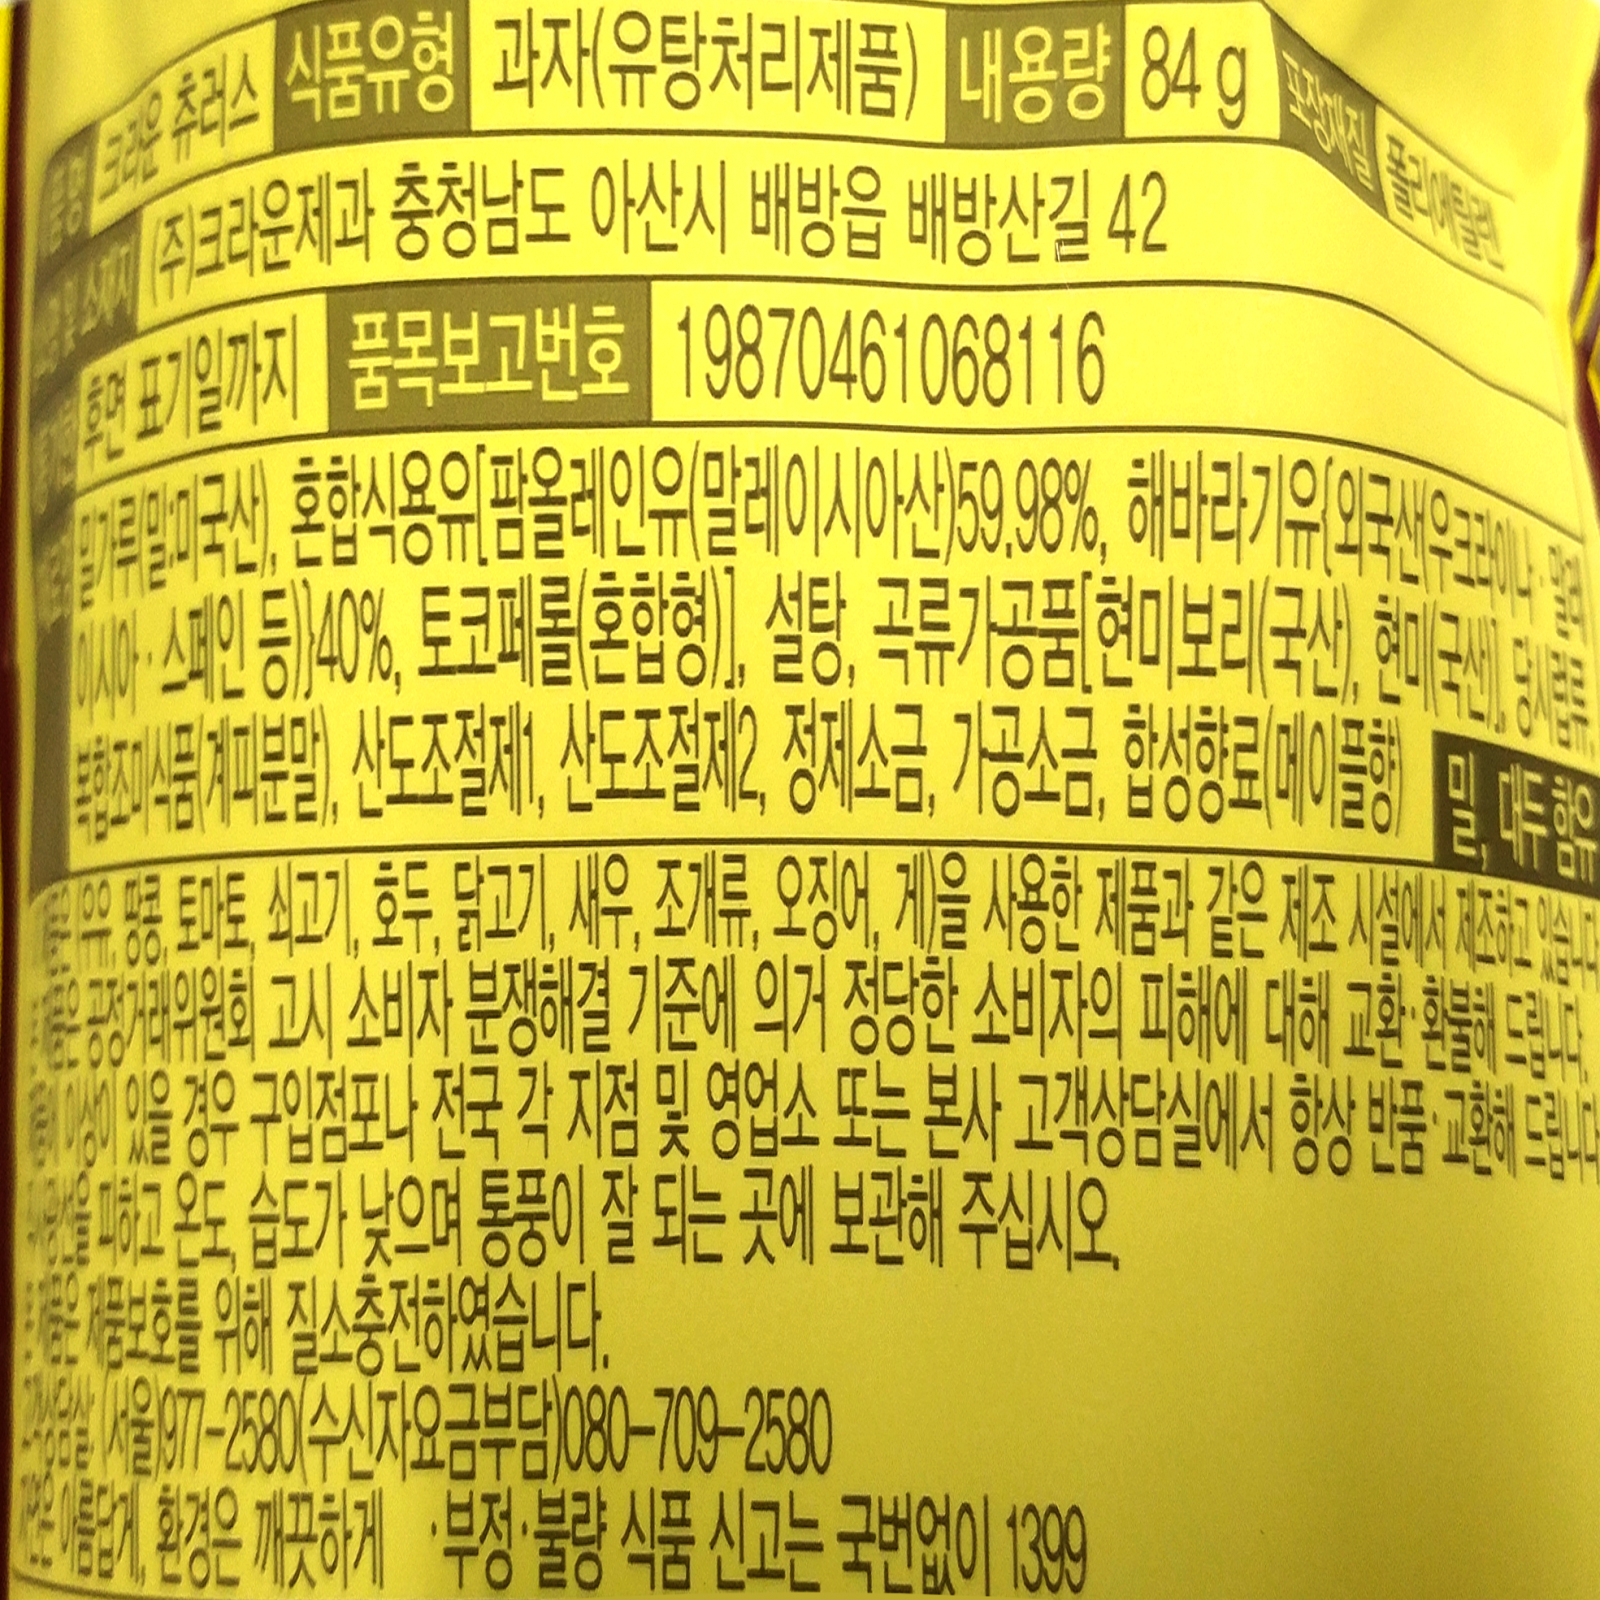 크라운 츄러스 식품유형 과자(유탕처리제품) 내용량 84 g 포장재질 폴리에틸렌
소재지 (주)크라운제과 충청남도 아산시 배방읍 배방산길 42
후면 표기일까지 품목보고번호 19870461068116
밀가루(밀:미국산), 혼합식용유[팜올레인유(말레이시아산)59.98%, 해바라기유{외국산(우크라이나·말레
이시아·스페인 등)}40%, 토코페롤(혼합형)], 설탕, 곡류가공품[현미보리(국산), 현미(국산)], 당시럽류,
복합조미식품(계피분말), 산도조절제1, 산도조절제2, 정제소금, 가공소금, 합성향료(메이플향) 밀, 대두 함유
우유, 땅콩, 토마토, 쇠고기, 호두, 닭고기, 새우, 조개류, 오징어, 게)을 사용한 제품과 같은 제조 시설에서 제조하고 있습니다
공정거래위원회 고시 소비자 분쟁해결 기준에 의거 정당한 소비자의 피해에 대해 교환·환불해 드립니다.
이상이 있을 경우 구입점포나 전국 각 지점 및 영업소 또는 본사 고객상담실에서 항상 반품·교환해 드립니다
피하고 온도, 습도가 낮으며 통풍이 잘 되는 곳에 보관해 주십시오.
제품보호를 위해 질소충전하였습니다.
(서울)977-2580(수신자요금부담)080-709-2580
아름답게, 환경은 깨끗하게 ·부정·불량 식품 신고는 국번없이 1399